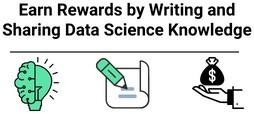 Earn Rewards by Writing and
Sharing Data Science Knowledge
$